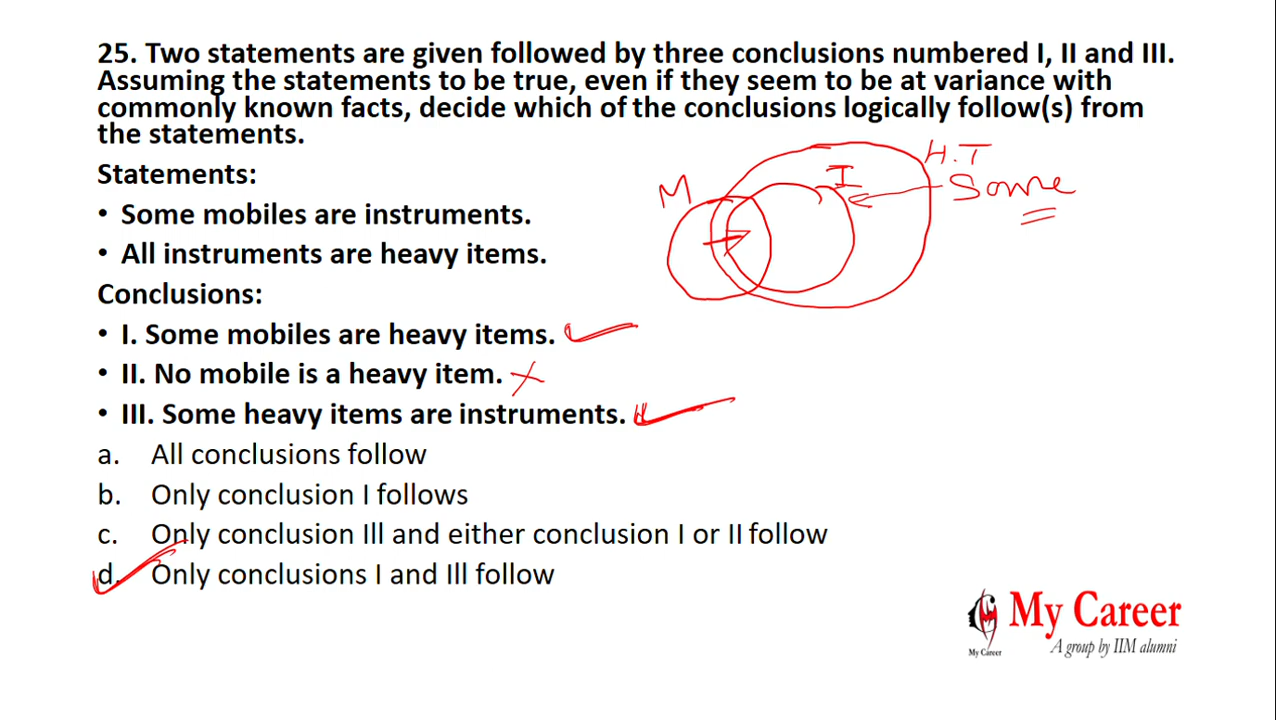 25. Two statements are given followed by three conclusions numbered I, II and III.
Assuming the statements to be true, even if they seem to be at variance with
commonly known facts, decide which of the conclusions logically follow(s) from
the statements.
Statements:
• Some mobiles are instruments.
• All instruments are heavy items.
Conclusions:
• I. Some mobiles are heavy items.
• II. No mobile is a heavy item.
• III. Some heavy items are instruments.
a. All conclusions follow
b. Only conclusion I follows
c. Only conclusion Ill and either conclusion I or II follow
d. Only conclusions I and Ill follow
M
I
H.T
Some
My Career
A group by IIM alumni
My Career